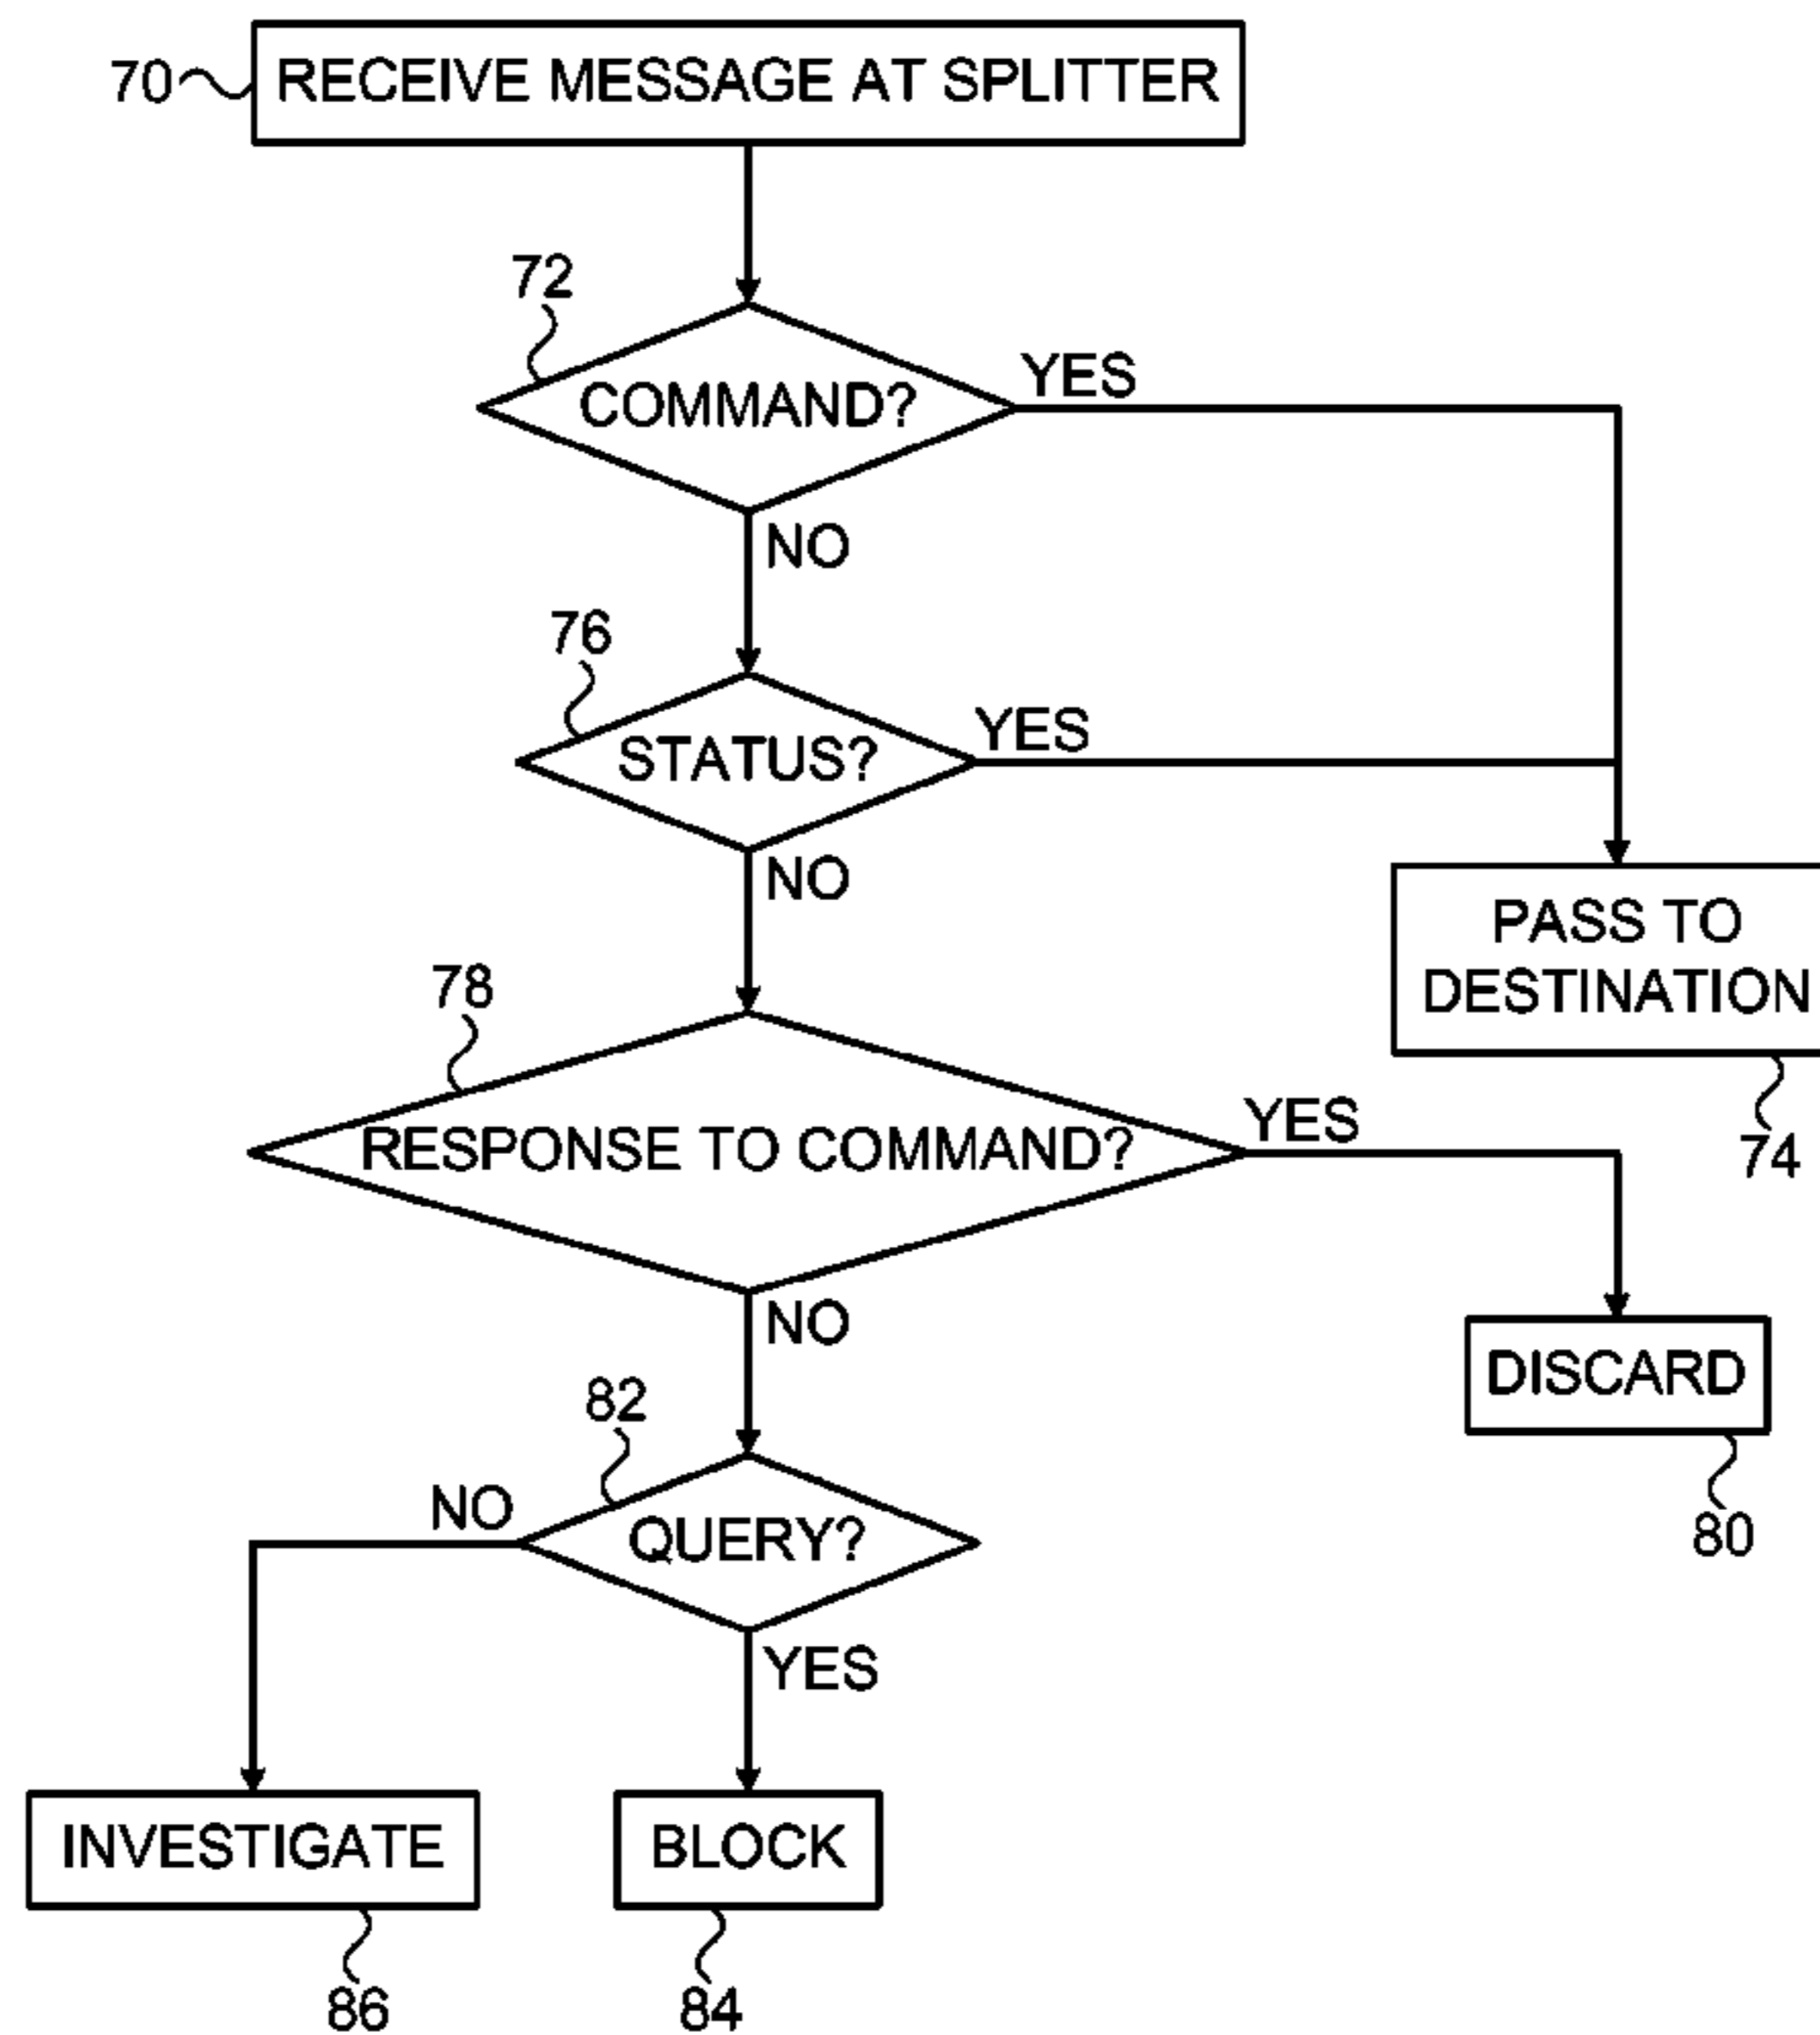 70
RECEIVE MESSAGE AT SPLITTER
72
COMMAND?
YES
NO
76
STATUS?
YES
NO
PASS TO
DESTINATION
74
78
RESPONSE TO COMMAND?
YES
NO
DISCARD
80
82
NO
QUERY?
YES
INVESTIGATE
BLOCK
86
84